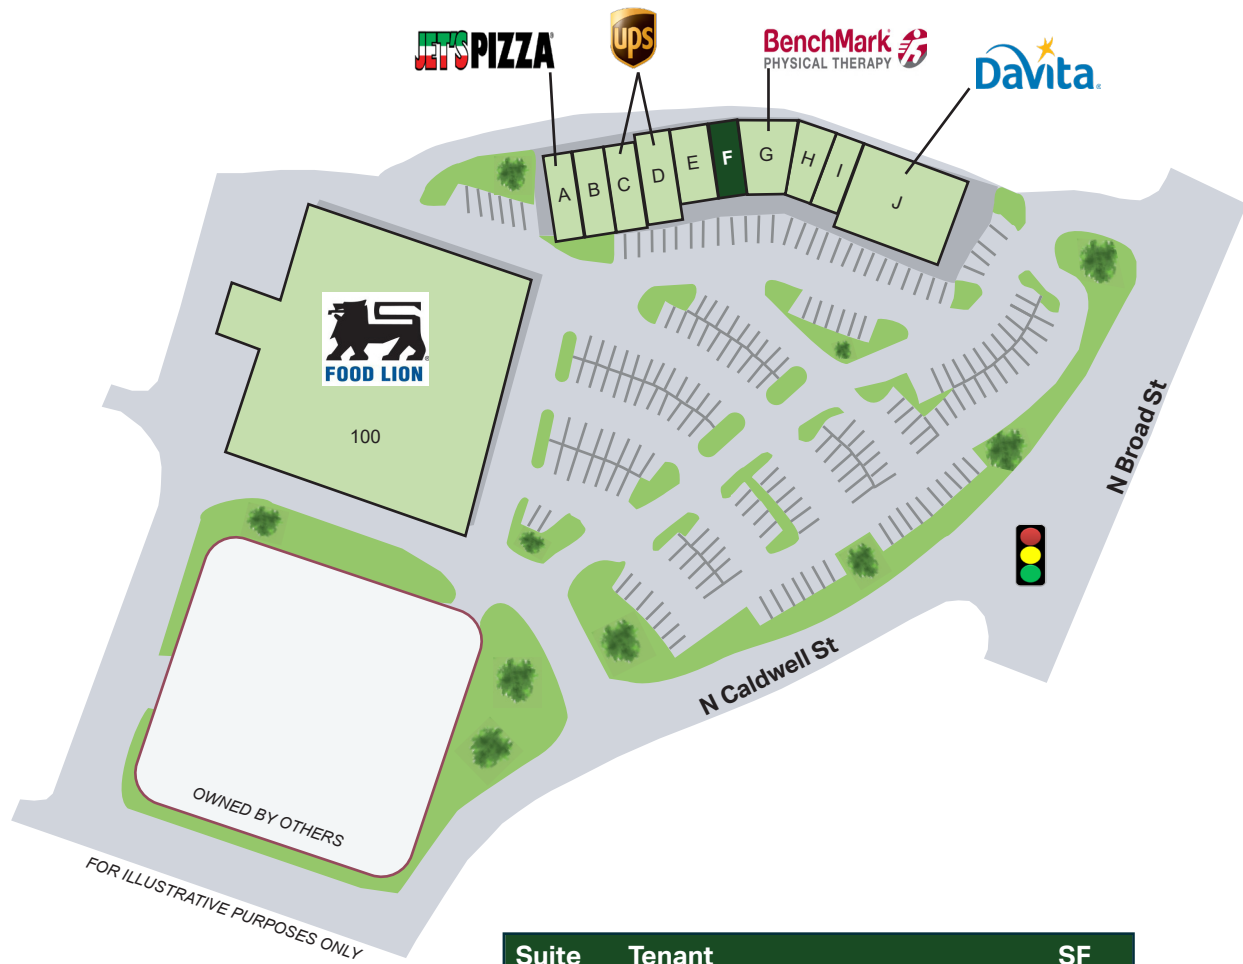 JET'S PIZZA
ups
BenchMark
PHYSICAL THERAPY
DaVita
A
B
C
D
E
F
G
H
I
J
FOOD LION
100
N Broad St
N Caldwell St
OWNED BY OTHERS
FOR ILLUSTRATIVE PURPOSES ONLY
Suite Tenant SF